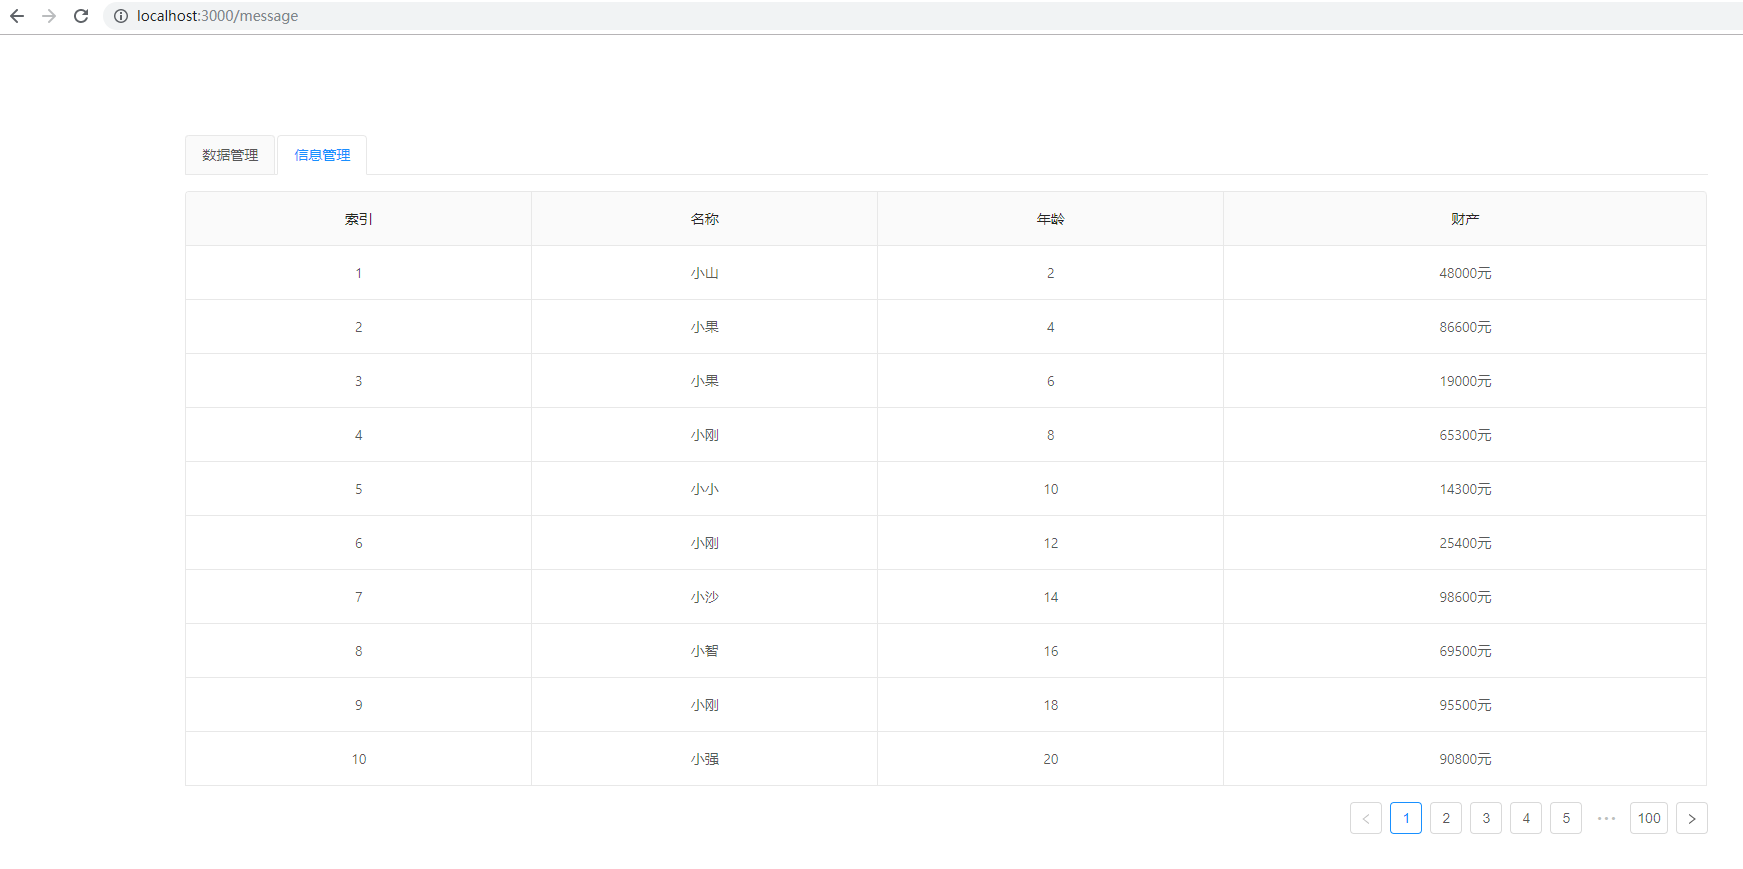 localhost:3000/message
数据管理 信息管理
索引 名称 年龄 财产
1 小山 2 48000元
2 小果 4 86600元
3 小果 6 19000元
4 小刚 8 65300元
5 小小 10 14300元
6 小刚 12 25400元
7 小沙 14 98600元
8 小智 16 69500元
9 小刚 18 95500元
10 小强 20 90800元
< 1 2 3 4 5 ••• 100 >